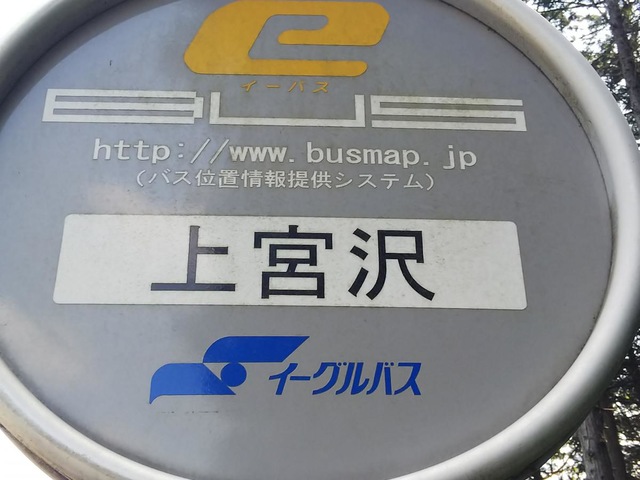 e
イーバス
BUS
http://www.busmap.jp
(バス位置情報提供システム)
上宮沢
イーグルバス